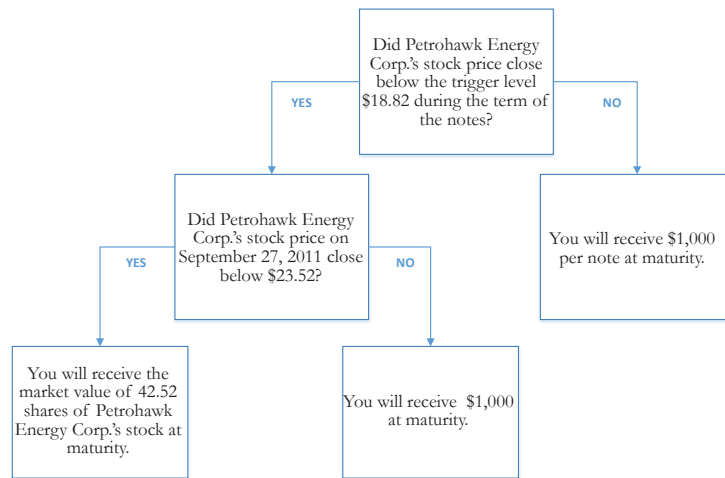 Did Petrohawk Energy
Corp.'s stock price close
below the trigger level
$18.82 during the term of
the notes?
YES
NO
Did Petrohawk Energy
Corp.'s stock price on
September 27, 2011 close
below $23.52?
You will receive $1,000
per note at maturity.
YES
NO
You will receive the
market value of 42.52
shares of Petrohawk
Energy Corp.'s stock at
maturity.
You will receive $1,000
at maturity.